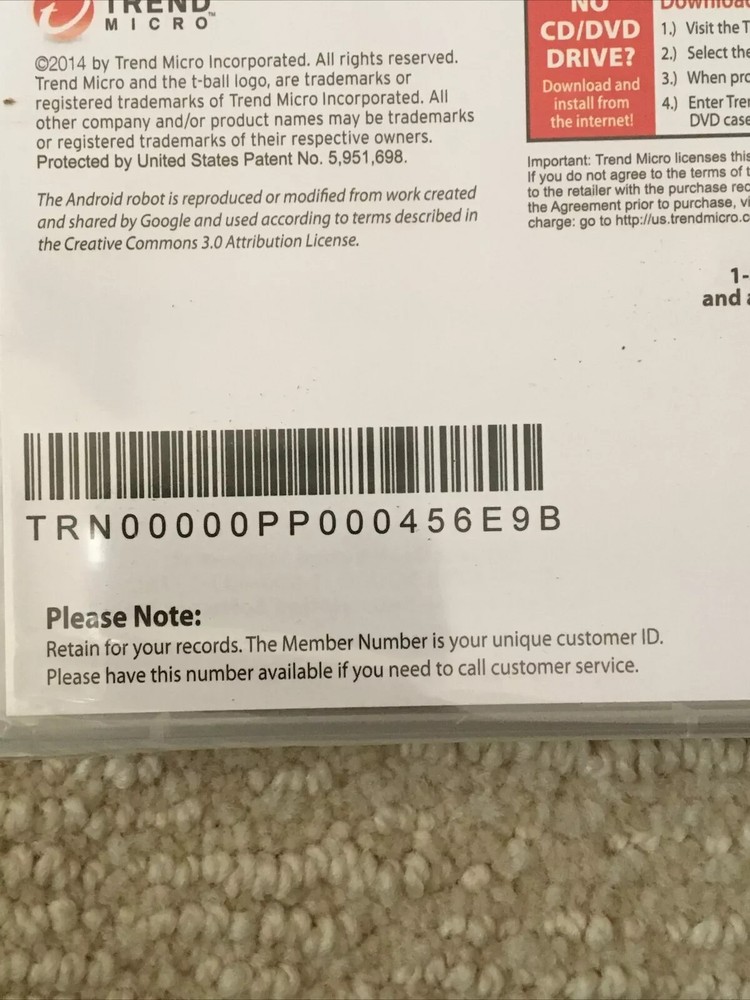 TREND
MICRO™
©2014 by Trend Micro Incorporated. All rights reserved.
Trend Micro and the t-ball logo, are trademarks or
registered trademarks of Trend Micro Incorporated. All
other company and/or product names may be trademarks
or registered trademarks of their respective owners.
Protected by United States Patent No. 5,951,698.
The Android robot is reproduced or modified from work created
and shared by Google and used according to terms described in
the Creative Commons 3.0 Attribution License.
NO
CD/DVD
DRIVE?
Download and
install from
the internet!
1.) Visit the
2.) Select the
3.) When
4.) Enter
DVD case
Important: Trend Micro licenses this
If you do not agree to the terms of
to the retailer with the purchase
the Agreement prior to purchase,
charge: go to http://us.trendmicro.c
1-
and
TRN00000PP000456E9B
Please Note:
Retain for your records. The Member Number is your unique customer ID.
Please have this number available if you need to call customer service.